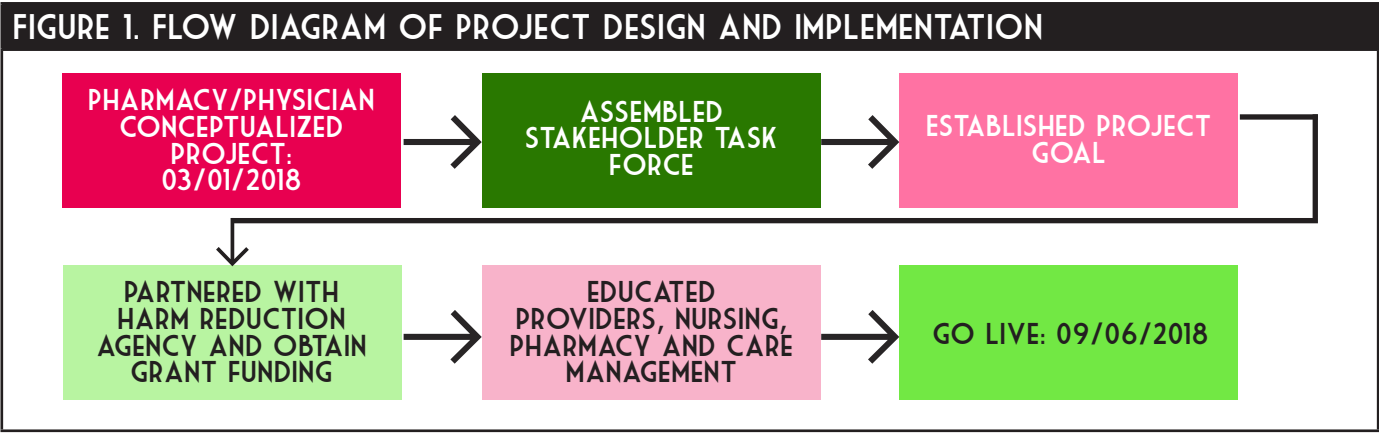 FIGURE 1. FLOW DIAGRAM OF PROJECT DESIGN AND IMPLEMENTATION
PHARMACY/PHYSICIAN
CONCEPTUALIZED
PROJECT:
03/01/2018
ASSEMBLED
STAKEHOLDER TASK
FORCE
ESTABLISHED PROJECT
GOAL
PARTNERED WITH
HARM REDUCTION
AGENCY AND OBTAIN
GRANT FUNDING
EDUCATED
PROVIDERS, NURSING,
PHARMACY AND CARE
MANAGEMENT
GO LIVE: 09/06/2018